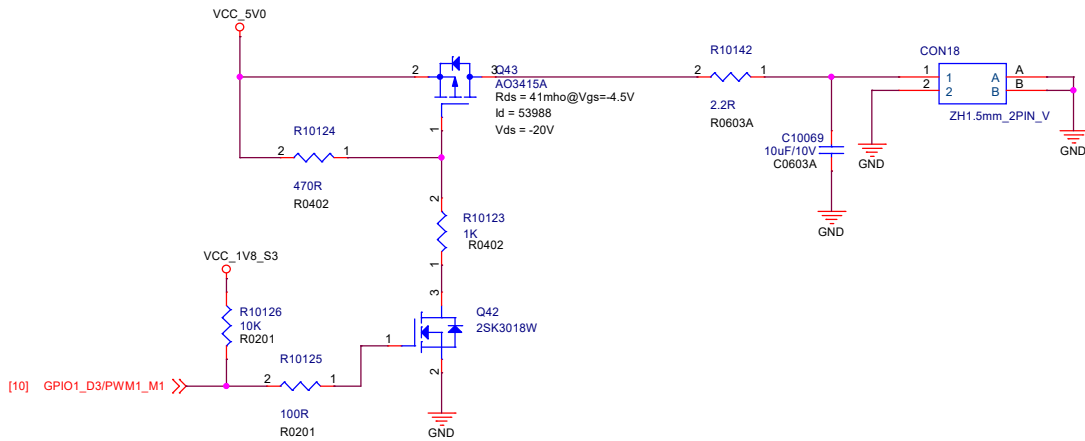 VCC_5V0
2
3
Q43
AO3415A
Rds = 41mho@Vgs=-4.5V
Id = 53988
Vds = -20V
1
R10142
2
1
2.2R
R0603A
CON18
1
2
1
2
A
B
A
B
ZH1.5mm_2PIN_V
GND
GND
C10069
10uF/10V
C0603A
GND
R10124
2
1
470R
R0402
2
R10123
1K
R0402
1
VCC_1V8_S3
R10126
10K
R0201
3
Q42
2SK3018W
1
2
GND
R10125
2
1
100R
R0201
[10] GPIO1_D3/PWM1_M1